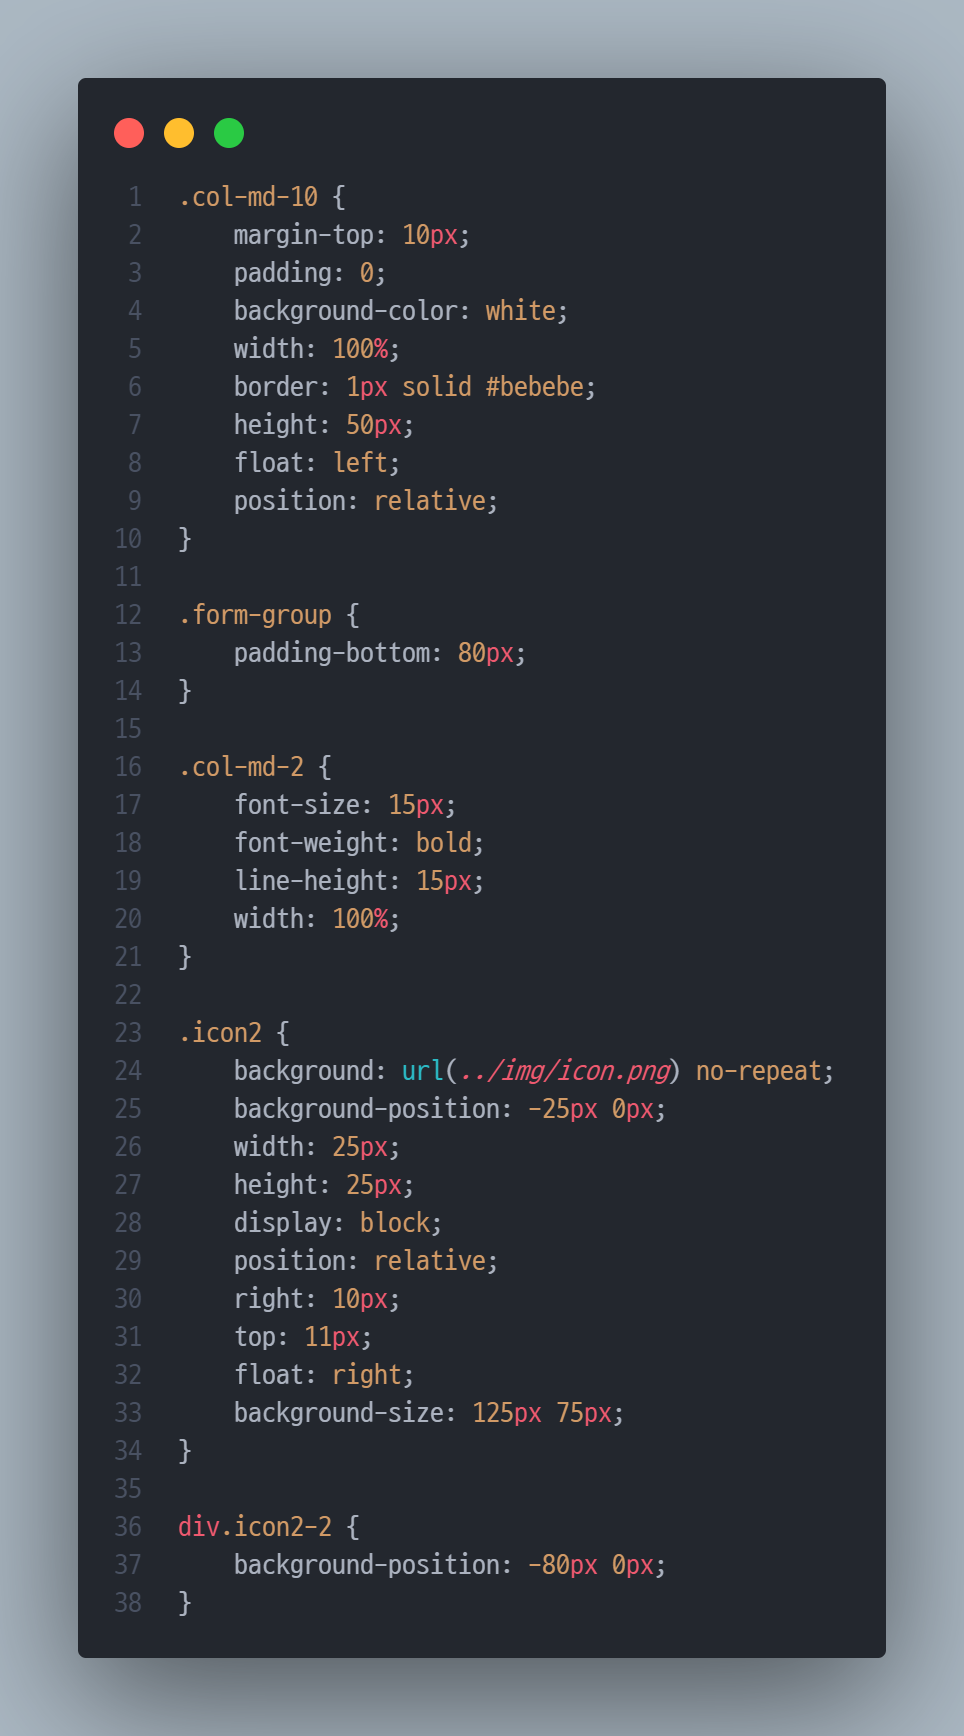 1 .col-md-10 {
2     margin-top: 10px;
3     padding: 0;
4     background-color: white;
5     width: 100%;
6     border: 1px solid #bebebe;
7     height: 50px;
8     float: left;
9     position: relative;
10 }
11
12 .form-group {
13     padding-bottom: 80px;
14 }
15
16 .col-md-2 {
17     font-size: 15px;
18     font-weight: bold;
19     line-height: 15px;
20     width: 100%;
21 }
22
23 .icon2 {
24     background: url(../img/icon.png) no-repeat;
25     background-position: -25px 0px;
26     width: 25px;
27     height: 25px;
28     display: block;
29     position: relative;
30     right: 10px;
31     top: 11px;
32     float: right;
33     background-size: 125px 75px;
34 }
35
36 div.icon2-2 {
37     background-position: -80px 0px;
38 }